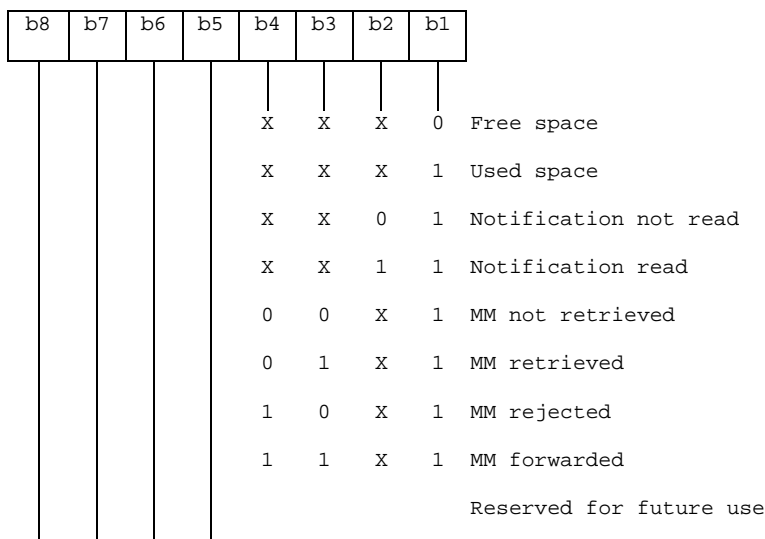 b8 b7 b6 b5 b4 b3 b2 b1
X X X 0 Free space
X X X 1 Used space
X X 0 1 Notification not read
X X 1 1 Notification read
0 0 X 1 MM not retrieved
0 1 X 1 MM retrieved
1 0 X 1 MM rejected
1 1 X 1 MM forwarded
Reserved for future use